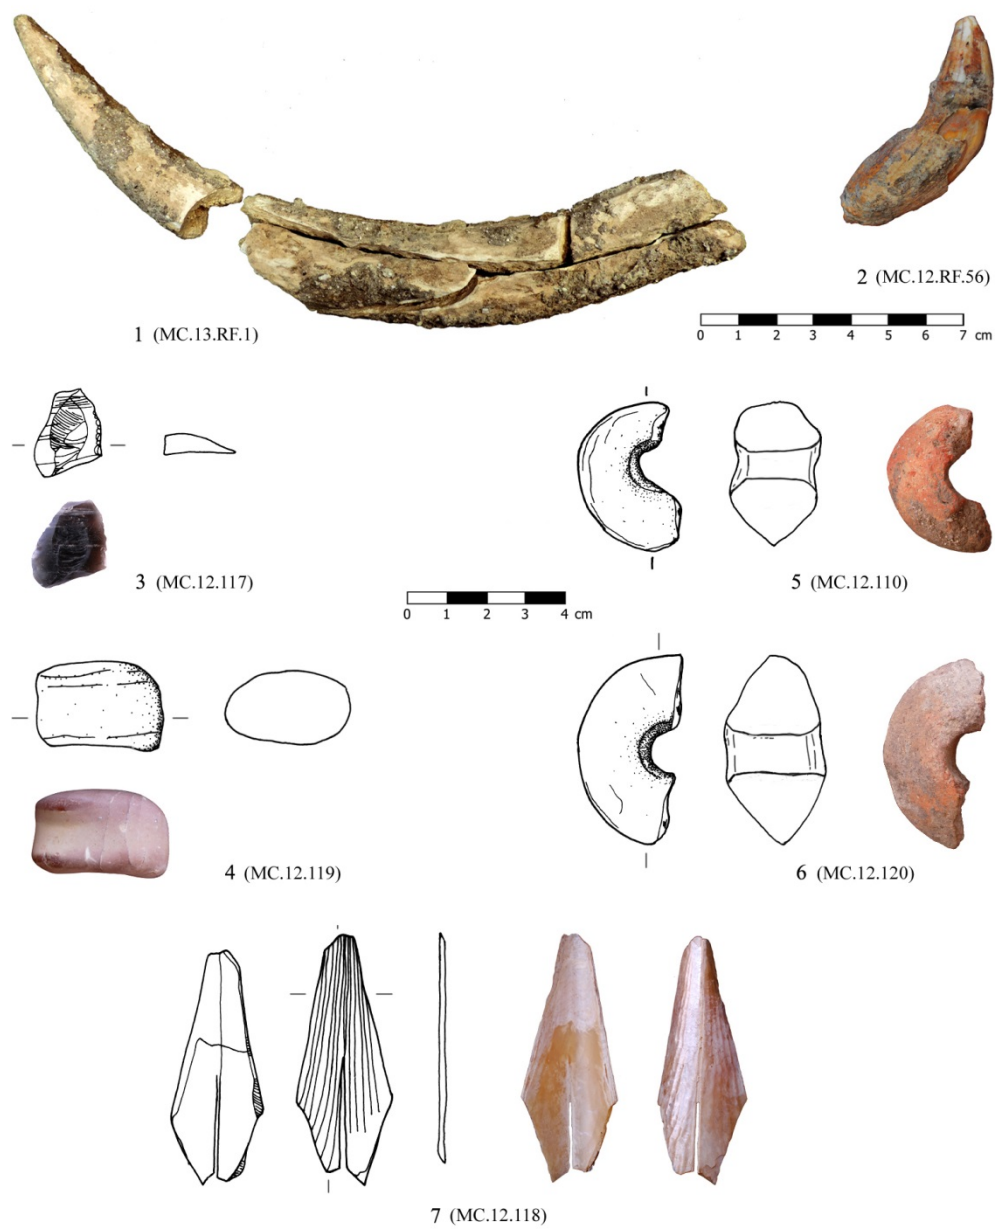 1 (MC.13.RF.1)
2 (MC.12.RF.56)
0 1 2 3 4 5 6 7 cm
3 (MC.12.117)
5 (MC.12.110)
0 1 2 3 4 cm
4 (MC.12.119)
6 (MC.12.120)
7 (MC.12.118)